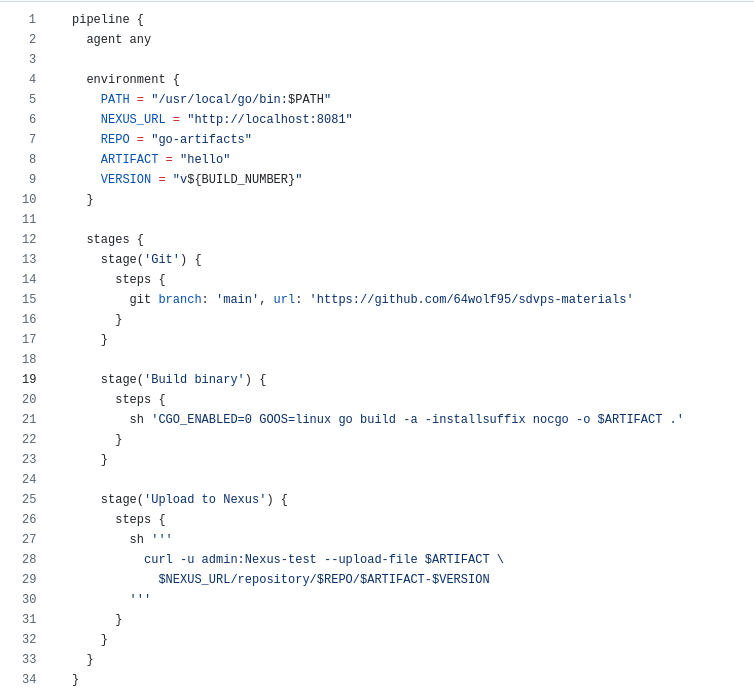 1 pipeline {
2   agent any
3
4   environment {
5     PATH = "/usr/local/go/bin:$PATH"
6     NEXUS_URL = "http://localhost:8081"
7     REPO = "go-artifacts"
8     ARTIFACT = "hello"
9     VERSION = "v${BUILD_NUMBER}"
10   }
11
12   stages {
13     stage('Git') {
14       steps {
15         git branch: 'main', url: 'https://github.com/64wolf95/sdvps-materials'
16       }
17     }
18
19     stage('Build binary') {
20       steps {
21         sh 'CGO_ENABLED=0 GOOS=linux go build -a -installsuffix nocgo -o $ARTIFACT .'
22       }
23     }
24
25     stage('Upload to Nexus') {
26       steps {
27         sh '''
28           curl -u admin:Nexus-test --upload-file $ARTIFACT \
29             $NEXUS_URL/repository/$REPO/$ARTIFACT-$VERSION
30         '''
31       }
32     }
33   }
34 }